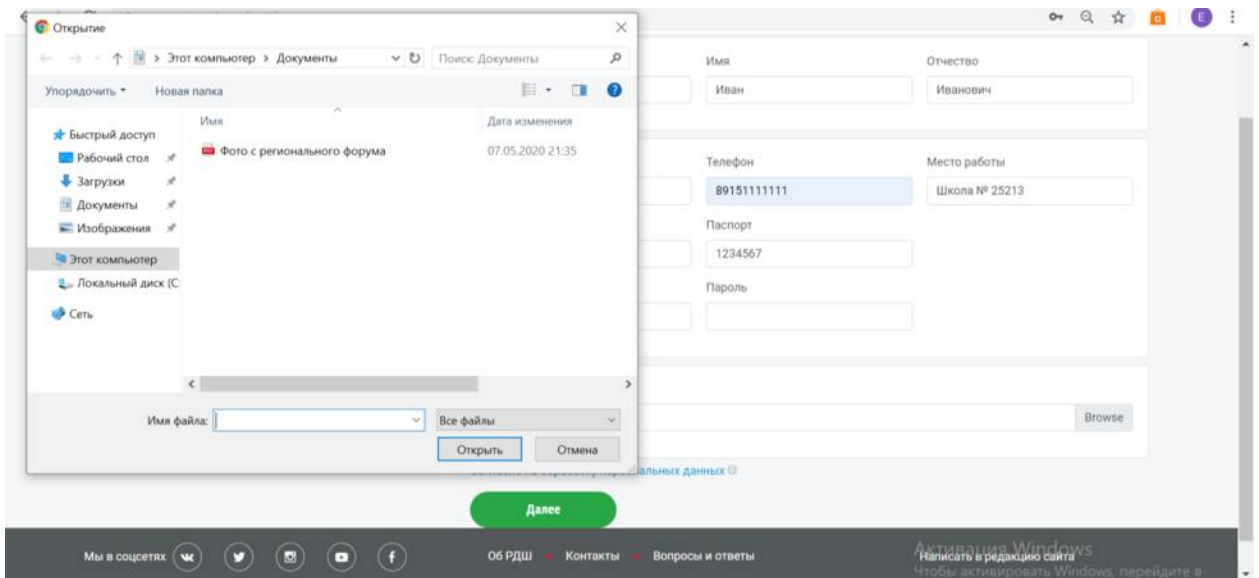 Открытие
E
Этот компьютер > Документы
Поиск: Документы
Имя
Отчество
Упорядочить
Новая папка
Иван
Иванович
Имя
Дата изменения
Быстрый доступ
Фото с регионального форума
07.05.2020 21:35
Рабочий стол
Телефон
Место работы
Загрузки
89151111111
Школа № 25213
Документы
Изображения
Паспорт
1234567
Этот компьютер
Локальный диск (C
Пароль
Сеть
Имя файла:
Все файлы
Browse
Открыть
Отмена
данных
Далее
Мы в соцсетях
Об РДШ
Контакты
Вопросы и ответы
Написать в редакцию сайта
Активация Windows
Чтобы активировать Windows, перейдите в